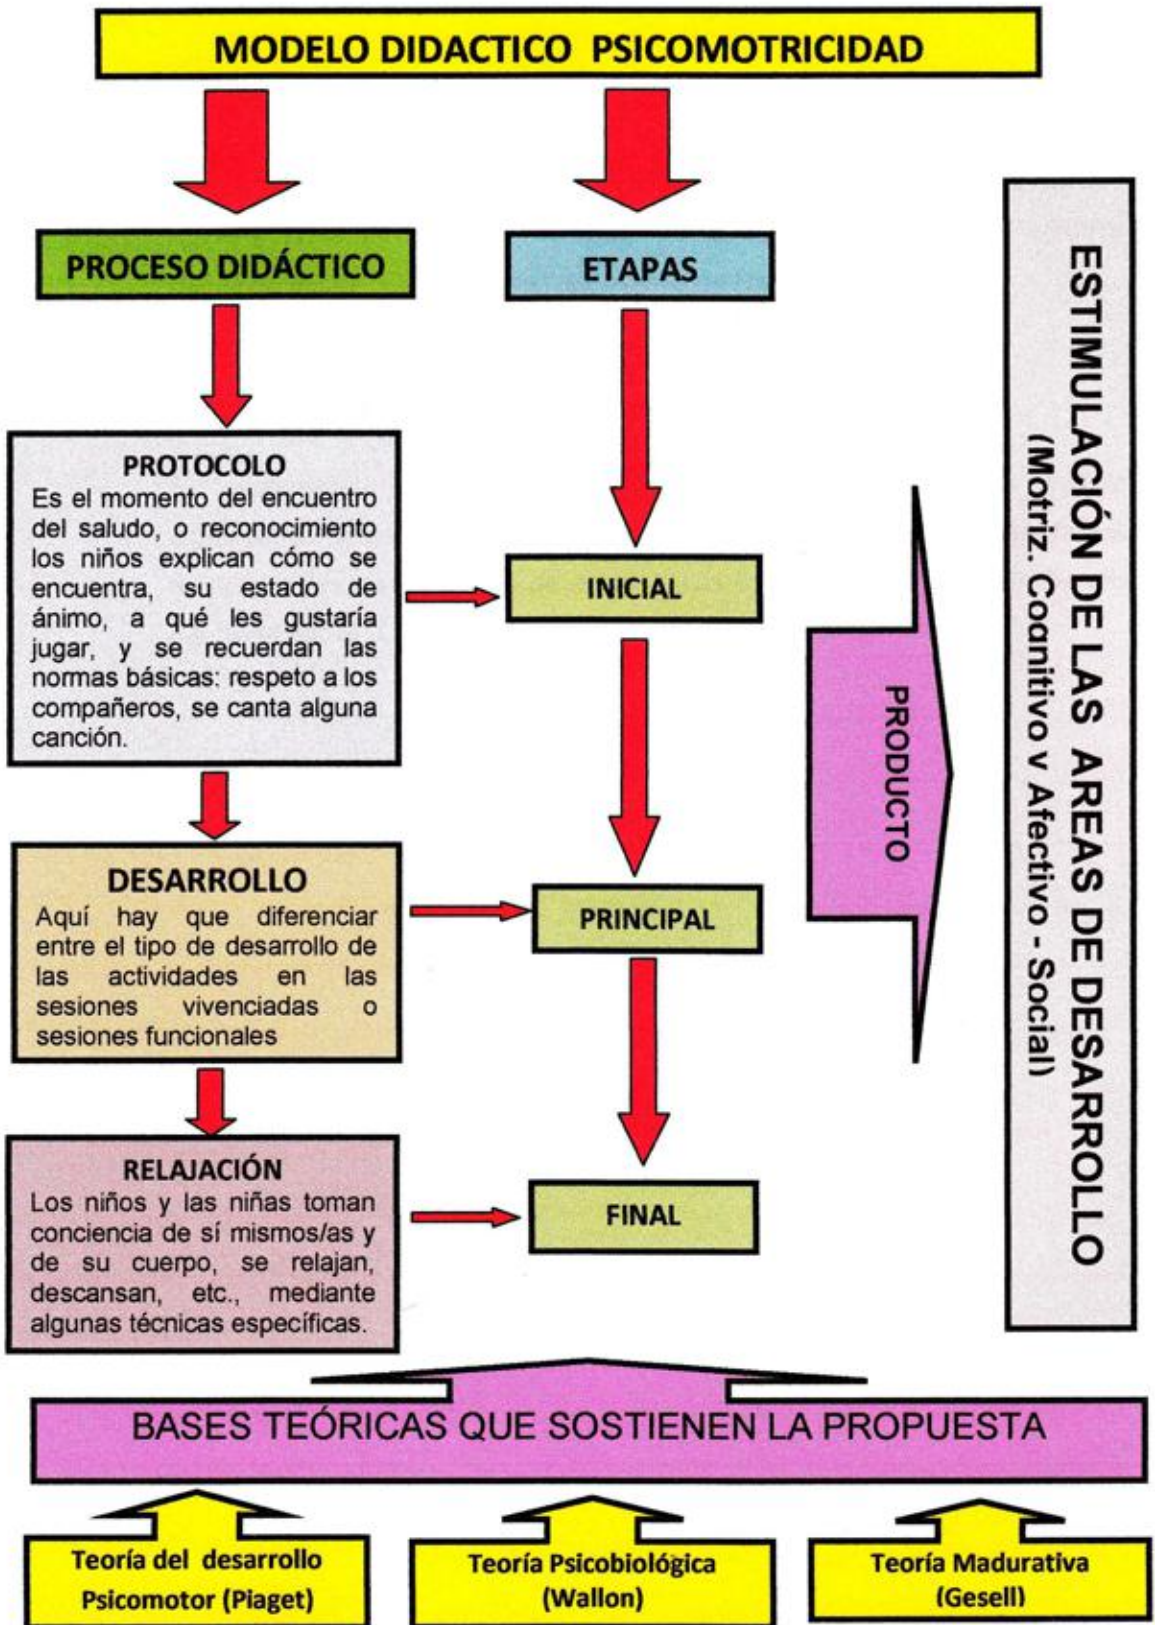 MODELO DIDACTICO PSICOMOTRICIDAD
PROCESO DIDÁCTICO
ETAPAS
PROTOCOLO
Es el momento del encuentro
del saludo, o reconocimiento
los niños explican cómo se
encuentra, su estado de
ánimo, a qué les gustaría
jugar, y se recuerdan las
normas básicas: respeto a los
compañeros, se canta alguna
canción.
INICIAL
DESARROLLO
Aquí hay que diferenciar
entre el tipo de desarrollo de
las actividades en las
sesiones vivenciadas o
sesiones funcionales
PRINCIPAL
RELAJACIÓN
Los niños y las niñas toman
conciencia de sí mismos/as y
de su cuerpo, se relajan,
descansan, etc., mediante
algunas técnicas específicas.
FINAL
PRODUCTO
ESTIMULACIÓN DE LAS AREAS DE DESARROLLO
(Motriz. Cognitivo y Afectivo - Social)
BASES TEÓRICAS QUE SOSTIENEN LA PROPUESTA
Teoría del desarrollo
Psicomotor (Piaget)
Teoría Psicobiológica
(Wallon)
Teoría Madurativa
(Gesell)